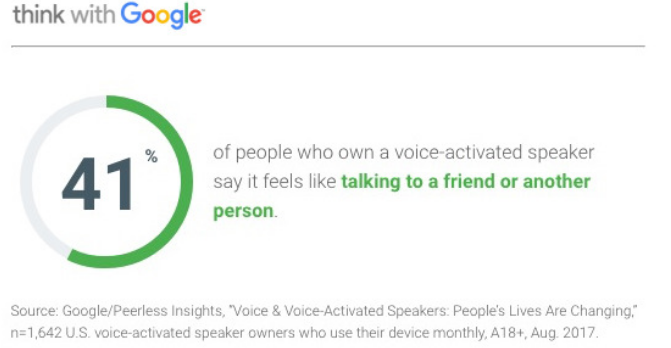 think with Google
41%
of people who own a voice-activated speaker
say it feels like talking to a friend or another
person.
Source: Google/Peerless Insights, “Voice & Voice-Activated Speakers: People’s Lives Are Changing,”
n=1,642 U.S. voice-activated speaker owners who use their device monthly, A18+, Aug. 2017.